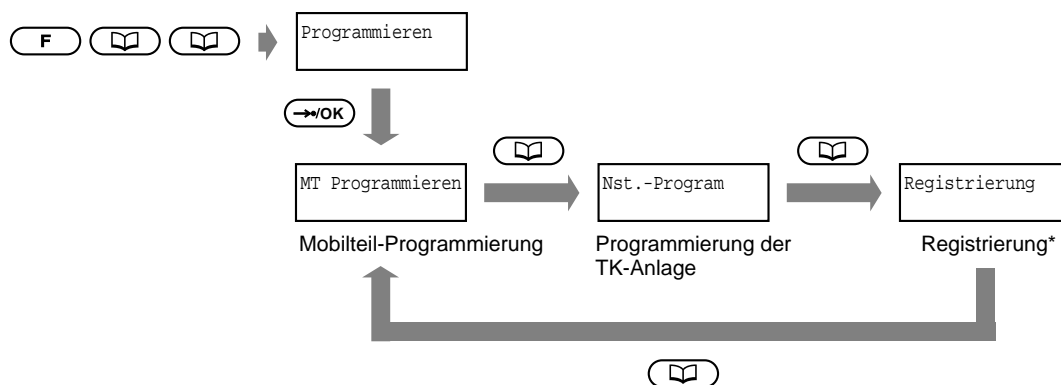 F
Programmieren
→/OK
MT Programmieren
Nst.-Program
Registrierung
Mobilteil-Programmierung
Programmierung der
TK-Anlage
Registrierung*